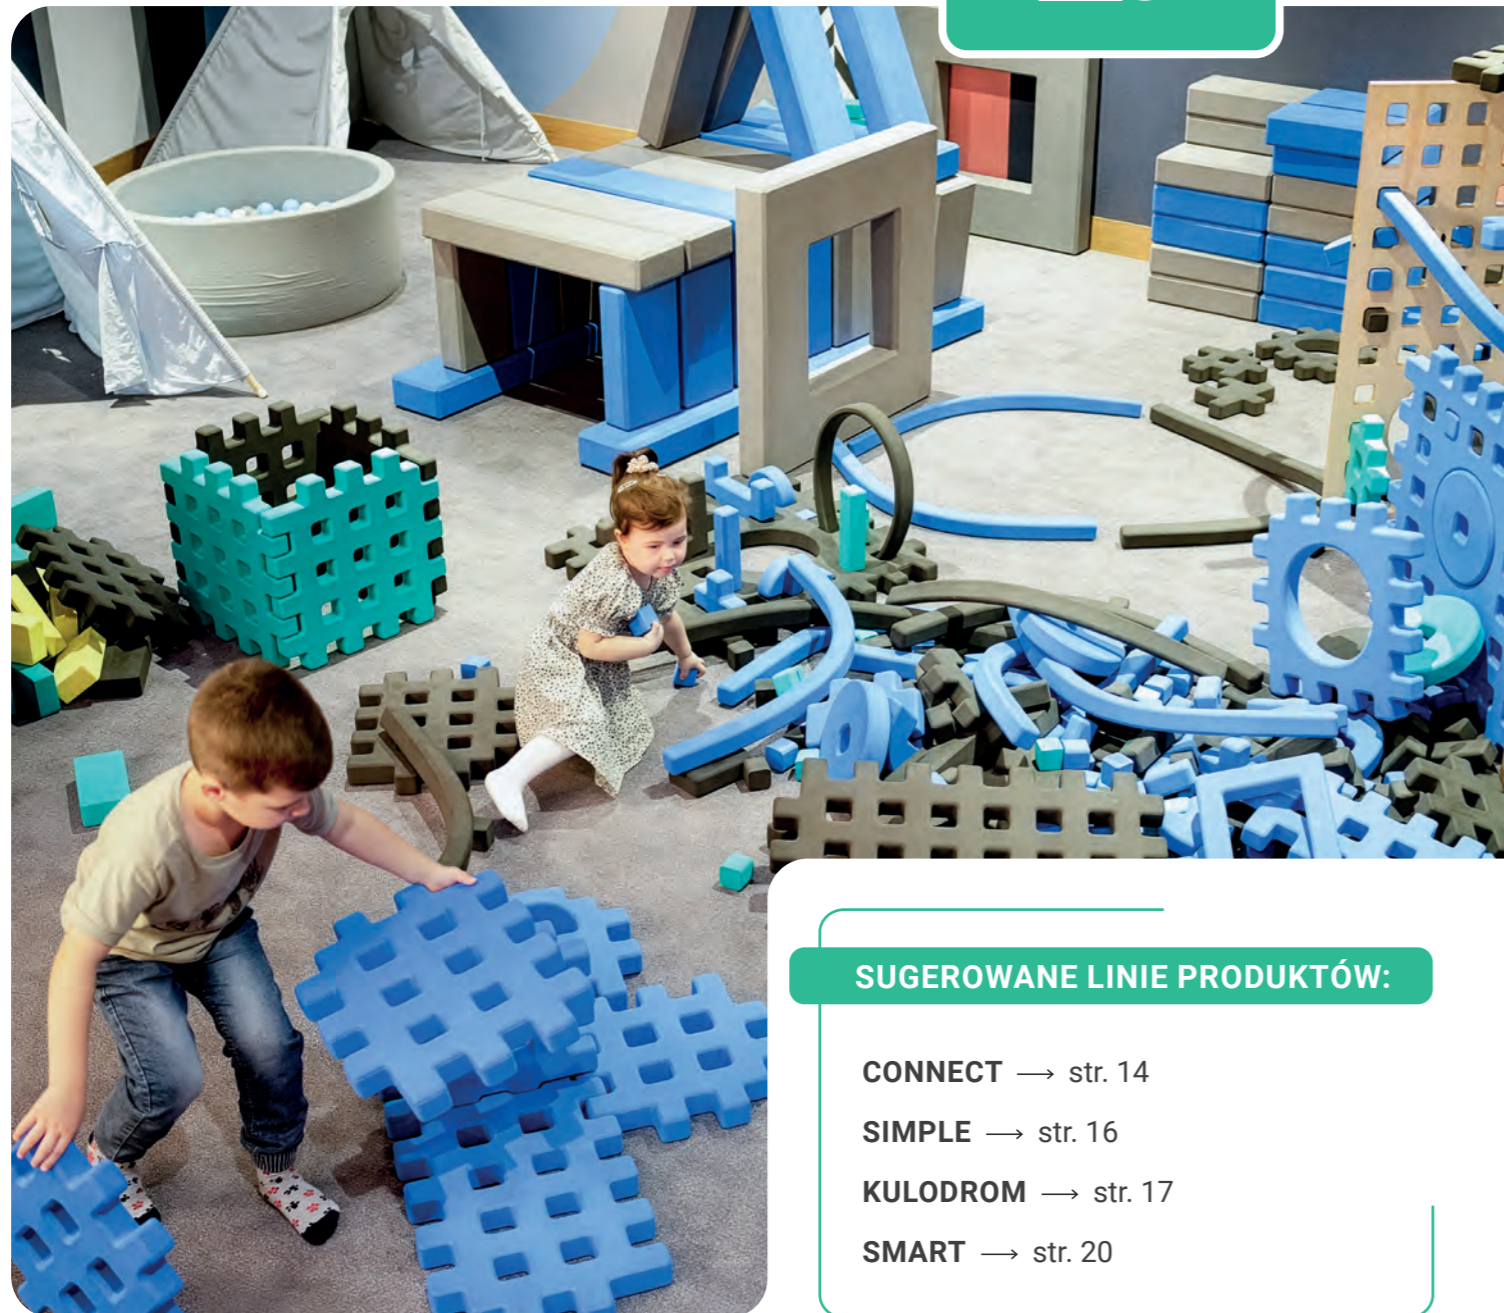 SUGEROWANE LINIE PRODUKTÓW:
CONNECT → str. 14
SIMPLE → str. 16
KULODROM → str. 17
SMART → str. 20